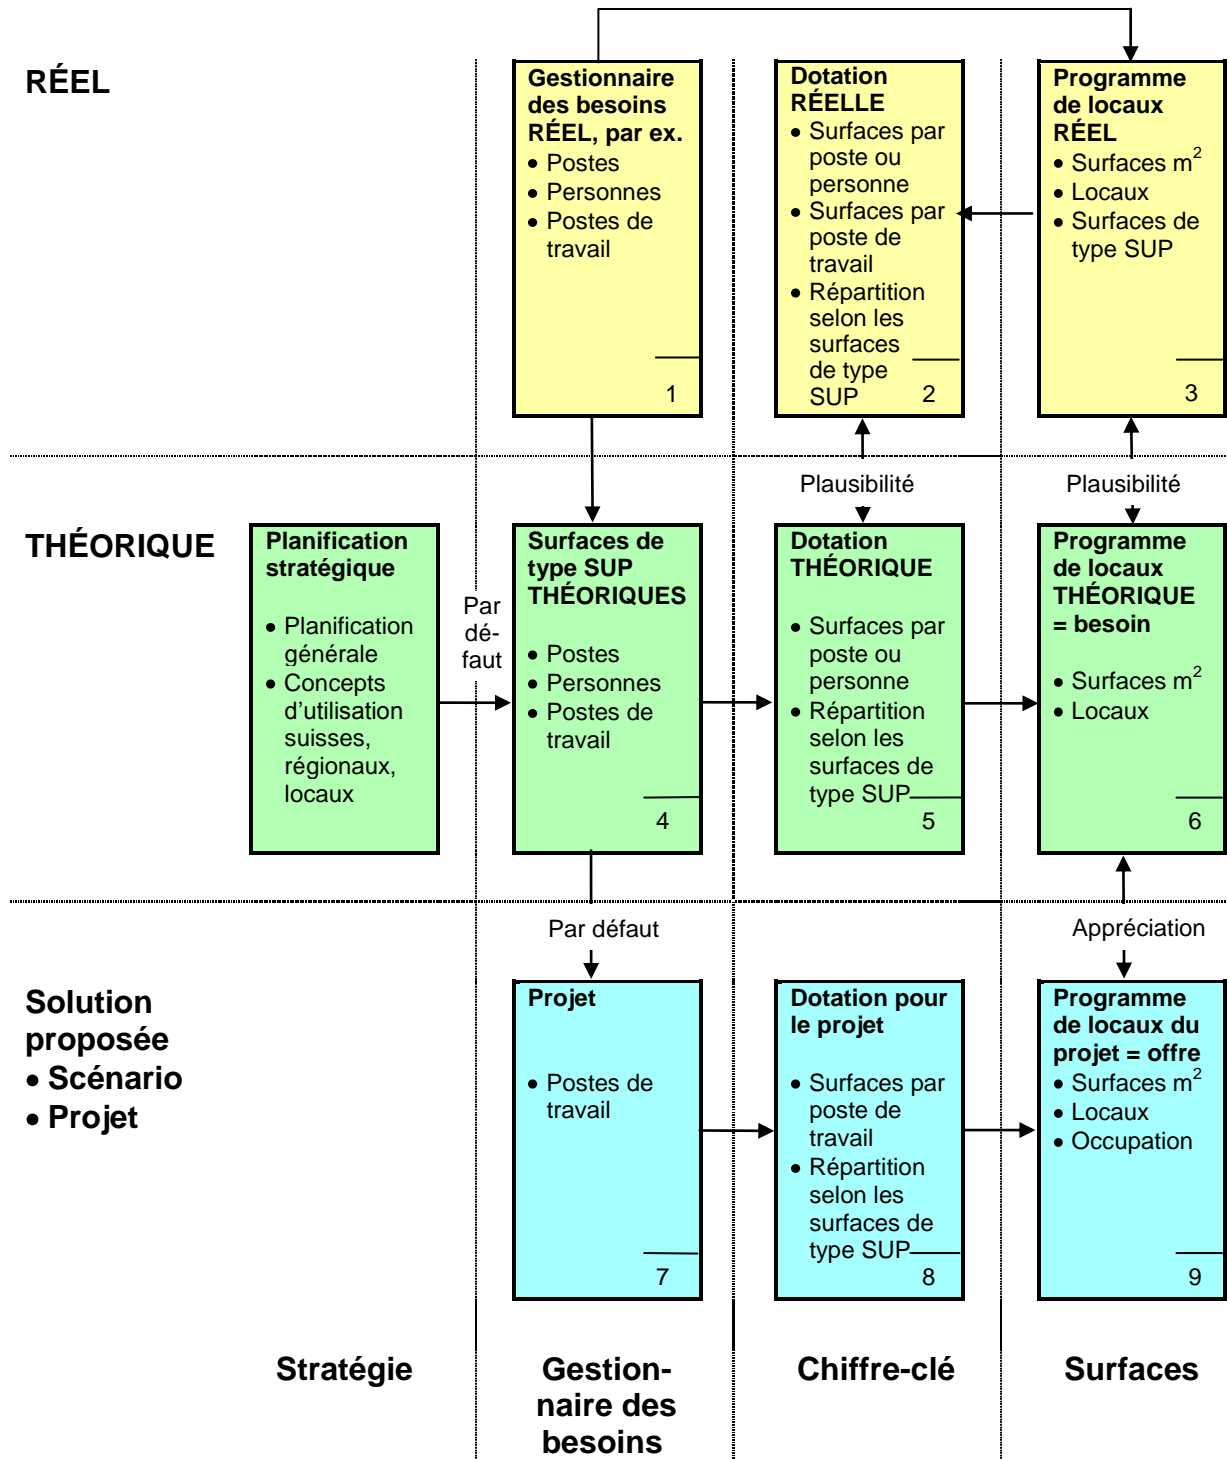 RÉEL
Gestionnaire
des besoins
RÉEL, par ex.
• Postes
• Personnes
• Postes de
travail
1
Dotation
RÉELLE
• Surfaces par
poste ou
personne
• Surfaces par
poste de
travail
• Répartition
selon les
surfaces
de type
SUP
2
Programme
de locaux
RÉEL
• Surfaces m²
• Locaux
• Surfaces de
type SUP
3
Plausibilité
Plausibilité
THÉORIQUE
Planification
stratégique
• Planification
générale
• Concepts
d'utilisation
suisses,
régionaux,
locaux
Par
dé-
faut
Surfaces de
type SUP
THÉORIQUES
• Postes
• Personnes
• Postes de
travail
4
Dotation
THÉORIQUE
• Surfaces par
poste ou
personne
• Répartition
selon les
surfaces de
type SUP
5
Programme
de locaux
THÉORIQUE
= besoin
• Surfaces m²
• Locaux
6
Par défaut
Appréciation
Solution
proposée
• Scénario
• Projet
Projet
• Postes de
travail
7
Dotation pour
le projet
• Surfaces par
poste de
travail
• Répartition
selon les
surfaces de
type SUP
8
Programme
de locaux du
projet = offre
• Surfaces m²
• Locaux
• Occupation
9
Stratégie
Gestion-
naire des
besoins
Chiffre-clé
Surfaces